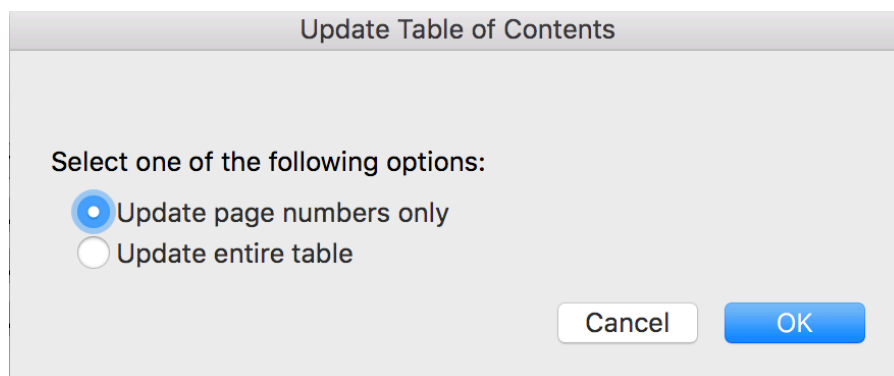 Update Table of Contents
Select one of the following options:
Update page numbers only
Update entire table
Cancel OK